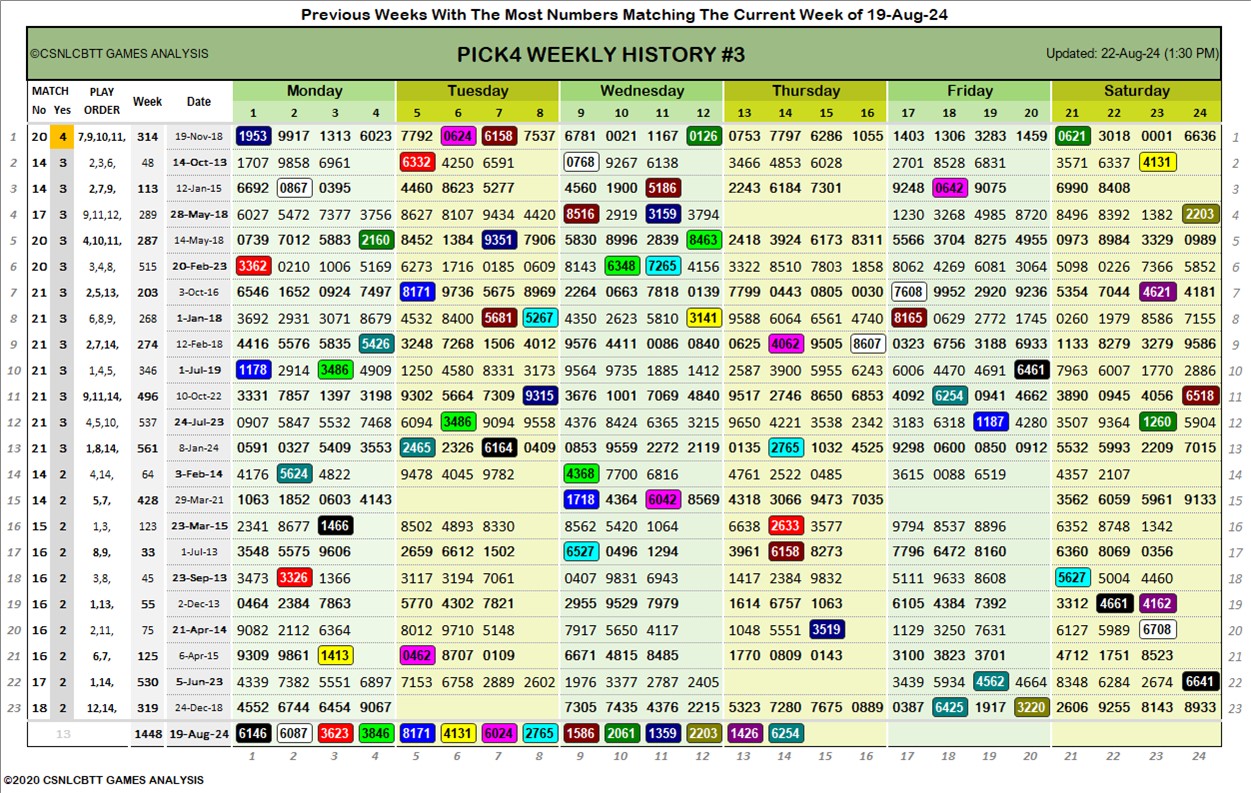 Previous Weeks With The Most Numbers Matching The Current Week of 19-Aug-24
©CSNLCBTT GAMES ANALYSIS PICK4 WEEKLY HISTORY #3 Updated: 22-Aug-24 (1:30 PM)
MATCH PLAY Week Date Monday Tuesday Wednesday Thursday Friday Saturday
No Yes ORDER 1 2 3 4 5 6 7 8 9 10 11 12 13 14 15 16 17 18 19 20 21 22 23 24
1 20 4 7,9,10,11, 314 19-Nov-18 1953 9917 1313 6023 7792 0624 6158 7537 6781 0021 1167 0126 0753 7797 6286 1055 1403 1306 3283 1459 0621 3018 0001 6636 1
2 14 3 2,3,6, 48 14-Oct-13 1707 9858 6961 6332 4250 6591 0768 9267 6138 3466 4853 6028 2701 8528 6831 3571 6337 4131 2
3 14 3 2,7,9, 113 12-Jan-15 6692 0867 0395 4460 8623 5277 4560 1900 5186 2243 6184 7301 9248 0642 9075 6990 8408 3
4 17 3 9,11,12, 289 28-May-18 6027 5472 7377 3756 8627 8107 9434 4420 8516 2919 3159 3794 1230 3268 4985 8720 8496 8392 1382 2203 4
5 20 3 4,10,11, 287 14-May-18 0739 7012 5883 2160 8452 1384 9351 7906 5830 8996 2839 8463 2418 3924 6173 8311 5566 3704 8275 4955 0973 8984 3329 0989 5
6 20 3 3,4,8, 515 20-Feb-23 3362 0210 1006 5169 6273 1716 0185 0609 8143 6348 7265 4156 3322 8510 7803 1858 8062 4269 6081 3064 5098 0226 7366 5852 6
7 21 3 2,5,13, 203 3-Oct-16 6546 1652 0924 7497 8171 9736 5675 8969 2264 0663 7818 0139 7799 0443 0805 0030 7608 9952 2920 9236 5354 7044 4621 4181 7
8 21 3 6,8,9, 268 1-Jan-18 3692 2931 3071 8679 4532 8400 5681 5267 4350 2623 5810 3141 9588 6064 6561 4740 8165 0629 2772 1745 0260 1979 8586 7155 8
9 21 3 2,7,14, 274 12-Feb-18 4416 5576 5835 5426 3248 7268 1506 4012 9576 4411 0086 0840 0625 4062 9505 8607 0323 6756 3188 6933 1133 8279 3279 9586 9
10 21 3 1,4,5, 346 1-Jul-19 1178 2914 3486 4909 1250 4580 8331 3173 9564 9735 1885 1412 2587 3900 5955 6243 6006 4470 4691 6461 7963 6007 1770 2886 10
11 21 3 9,11,14, 496 10-Oct-22 3331 7857 1397 3198 9302 5664 7309 9315 3676 1001 7069 4840 9517 2746 8650 6853 4092 6254 0941 4662 3890 0945 4056 6518 11
12 21 3 4,5,10, 537 24-Jul-23 0907 0727 5532 7468 6094 3486 9094 9558 4376 8424 6365 3215 9650 4221 3538 2342 3183 6318 1187 4280 3507 9364 1260 5904 12
13 21 3 1,8,14, 561 8-Jan-24 0591 0327 5409 3553 2465 2326 6164 0409 0853 9559 2272 2119 0135 2765 1032 4525 9298 0600 0850 0912 5532 5993 2209 7015 13
14 14 2 4,14, 64 3-Feb-14 4176 5624 4822 9478 4045 9782 4368 7700 6816 4761 2522 0485 3615 0088 6519 4357 2107 14
15 14 2 5,7, 428 29-Mar-21 1063 1852 0603 4143 1718 4364 6042 8569 4318 3066 9473 7035 3562 6059 5961 9133 15
16 15 2 1,3, 123 23-Mar-15 2341 8677 1466 8502 4893 8330 8562 5420 1064 6638 2633 3577 9794 8537 8896 6352 8748 1342 16
17 16 2 8,9, 33 1-Jul-13 3548 5575 9606 2659 6612 1502 6527 0496 1294 3961 6158 8273 7796 6472 8160 6360 8069 0356 17
18 16 2 3,8, 45 23-Sep-13 3473 3326 1366 3117 3194 7061 0407 9831 6943 1417 2384 9832 5111 9633 8608 5627 5004 4460 18
19 16 2 1,13, 55 2-Dec-13 0464 2384 7863 5770 4302 7821 2955 9529 7979 1614 6757 1063 6105 4384 7392 3312 4661 4162 19
20 16 2 2,11, 75 21-Apr-14 9082 2112 6364 8012 9710 5148 7917 5650 4117 1048 5551 3519 1129 3250 7631 6127 5989 6708 20
21 16 2 6,7, 125 6-Apr-15 9309 9861 1413 0462 8707 0109 6671 4815 8485 1770 0809 0143 3100 3823 3701 4712 1751 8523 21
22 17 2 1,14, 530 5-Jun-23 4339 7382 5551 6897 7153 6758 2889 2602 1976 3377 2787 2405 3439 5934 4562 4664 8348 6284 2674 6641 22
23 18 2 12,14, 319 24-Dec-18 4552 6744 6454 9067 7305 7435 4376 2215 5323 7280 7675 0889 0387 6425 1917 3220 2606 9255 8143 8933 23
13 1448 19-Aug-24 6146 6087 3623 3846 8171 4131 6024 2765 1586 2061 1359 2203 1426 6254
1 2 3 4 5 6 7 8 9 10 11 12 13 14 15 16 17 18 19 20 21 22 23 24
©2020 CSNLCBTT GAMES ANALYSIS